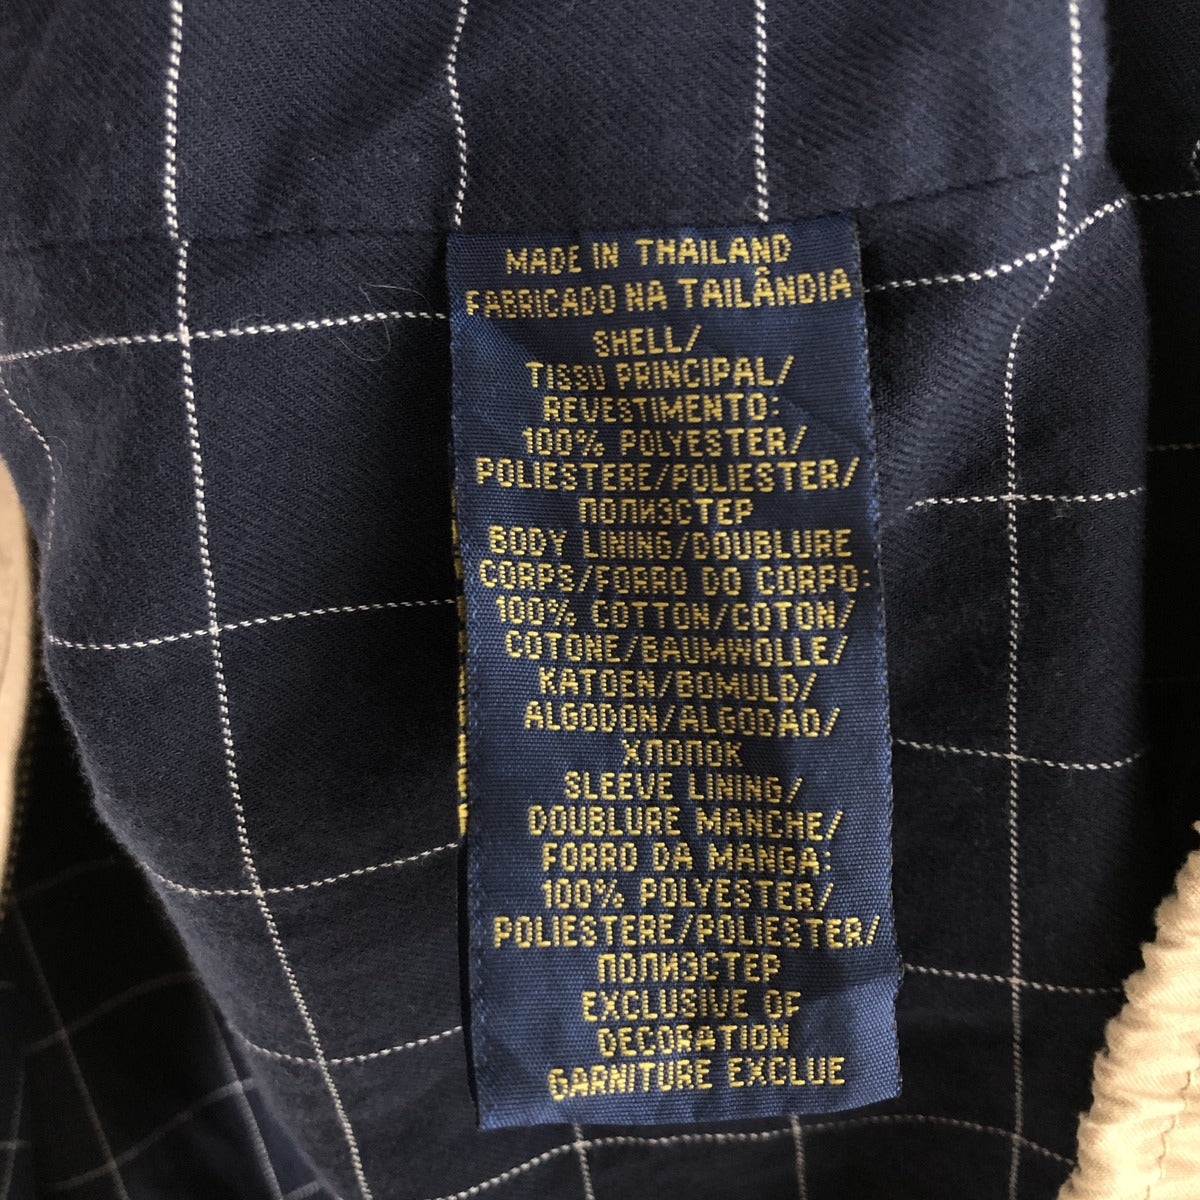 MADE IN THAILAND
FABRICADO NA TAILÂNDIA
SHELL/
TISSU PRINCIPAL/
REVESTIMENTO:
100% POLYESTER/
POLIESTERE/POLIESTER/
ПОЛИЭСТЕР
BODY LINING/DOUBLURE
CORPS/FORRO DO CORPO:
100% COTTON/COTON/
COTONE/BAUMWOLLE/
KATOEN/BOMULD/
ALGODON/ALGODAO/
ХЛОПОК
SLEEVE LINING/
DOUBLURE MANCHE/
FORRO DA MANGA:
100% POLYESTER/
POLIESTERE/POLIESTER/
ПОЛИЭСТЕР
EXCLUSIVE OF
DECORATION
GARNITURE EXCLUE